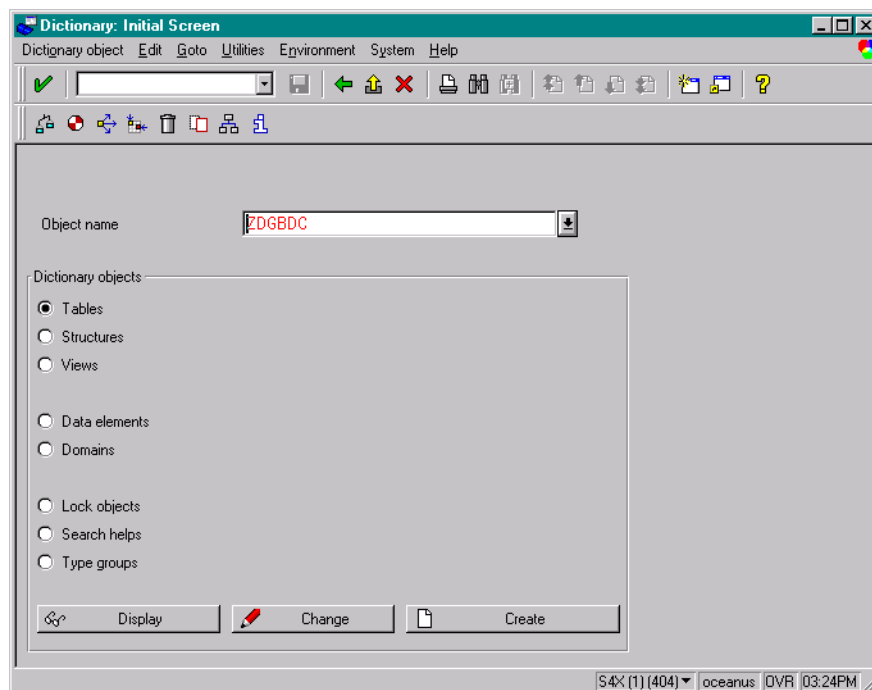 Dictionary: Initial Screen
Dictionary object Edit Goto Utilities Environment System Help
Object name ZDGBDC
Dictionary objects
Tables
Structures
Views
Data elements
Domains
Lock objects
Search helps
Type groups
Display Change Create
S4X (1) (404) oceanus OVR 03:24PM